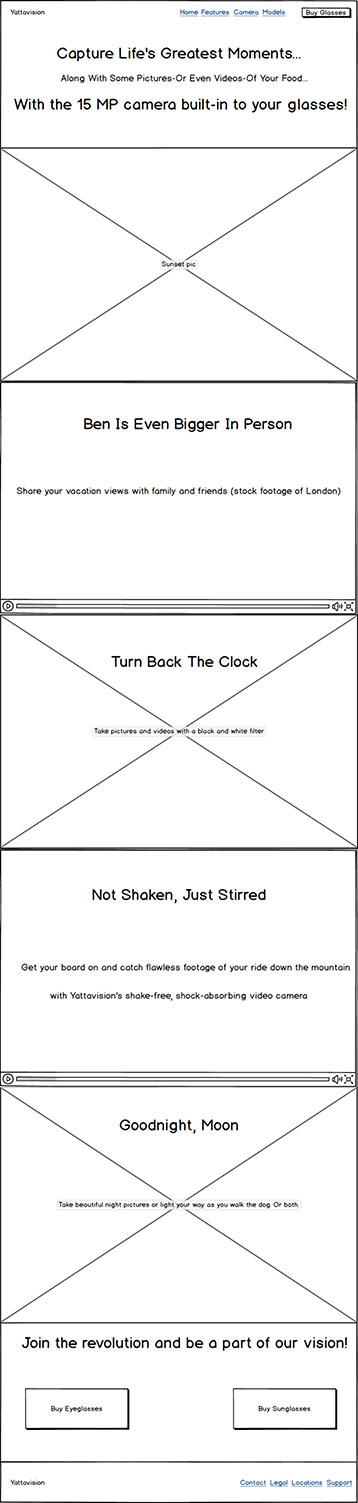 Yattavision
Home Features Camera Models
Buy Glasses
Capture Life's Greatest Moments...
Along With Some Pictures-Or Even Videos-Of Your Food...
With the 15 MP camera built-in to your glasses!
Sunset pic
Ben Is Even Bigger In Person
Share your vacation views with family and friends (stock footage of London)
Turn Back The Clock
Take pictures and videos with a black and white filter
Not Shaken, Just Stirred
Get your board on and catch flawless footage of your ride down the mountain
with Yattavision's shake-free, shock-absorbing video camera
Goodnight, Moon
Take beautiful night pictures or light your way as you walk the dog. Or both.
Join the revolution and be a part of our vision!
Buy Eyeglasses
Buy Sunglasses
Yattavision
Contact Legal Locations Support